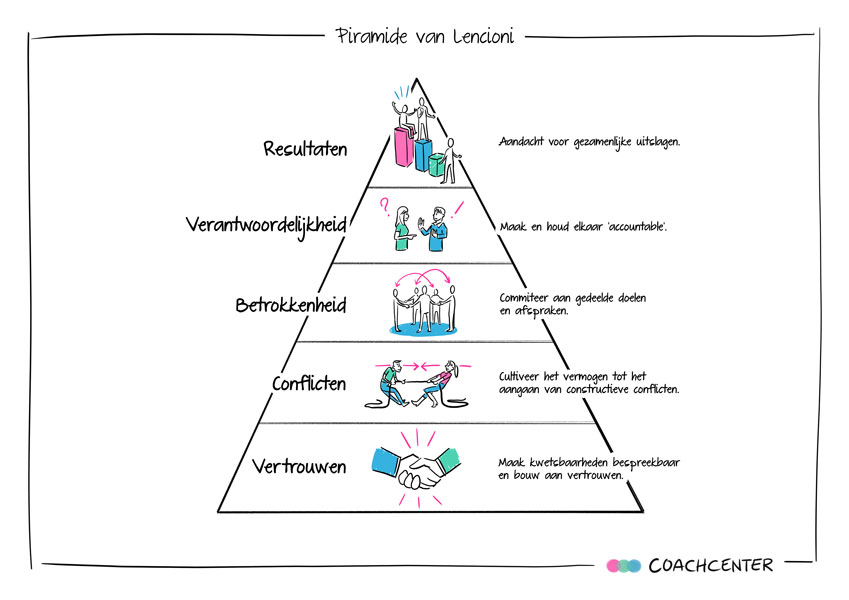 Piramide van Lencioni
Resultaten
Aandacht voor gezamenlijke uitslagen.
?
!
Verantwoordelijkheid
Maak en houd elkaar 'accountable'.
Betrokkenheid
Commiteer aan gedeelde doelen
en afspraken.
Conflicten
Cultiveer het vermogen tot het
aangaan van constructieve conflicten.
Vertrouwen
Maak kwetsbaarheden bespreekbaar
en bouw aan vertrouwen.
COACHCENTER